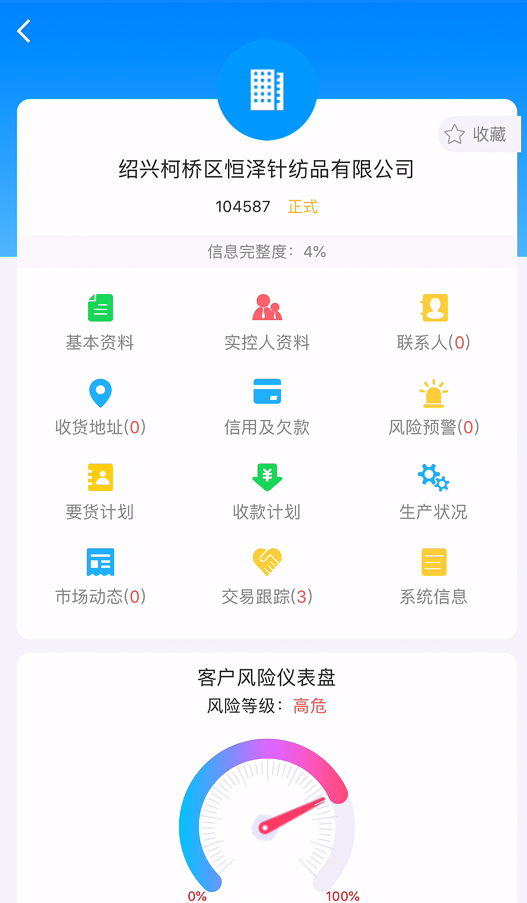 收藏
绍兴柯桥区恒泽针纺品有限公司
104587 正式
信息完整度：4%
基本资料 实控人资料 联系人(0)
收货地址(0) 信用及欠款 风险预警(0)
要货计划 收款计划 生产状况
市场动态(0) 交易跟踪(3) 系统信息
客户风险仪表盘
风险等级：高危
0% 100%